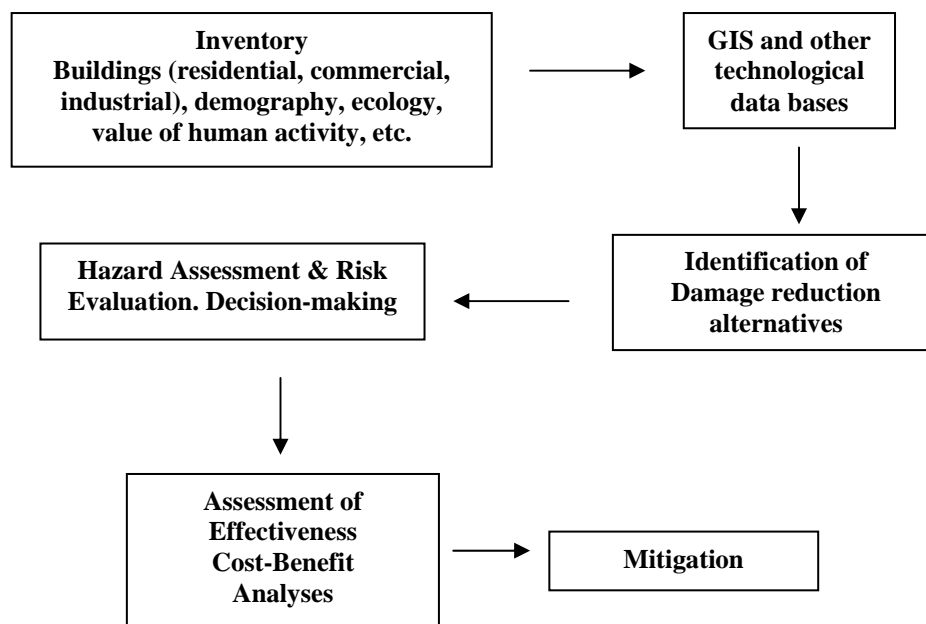 Inventory
Buildings (residential, commercial,
industrial), demography, ecology,
value of human activity, etc.
GIS and other
technological
data bases
Identification of
Damage reduction
alternatives
Hazard Assessment & Risk
Evaluation. Decision-making
Assessment of
Effectiveness
Cost-Benefit
Analyses
Mitigation